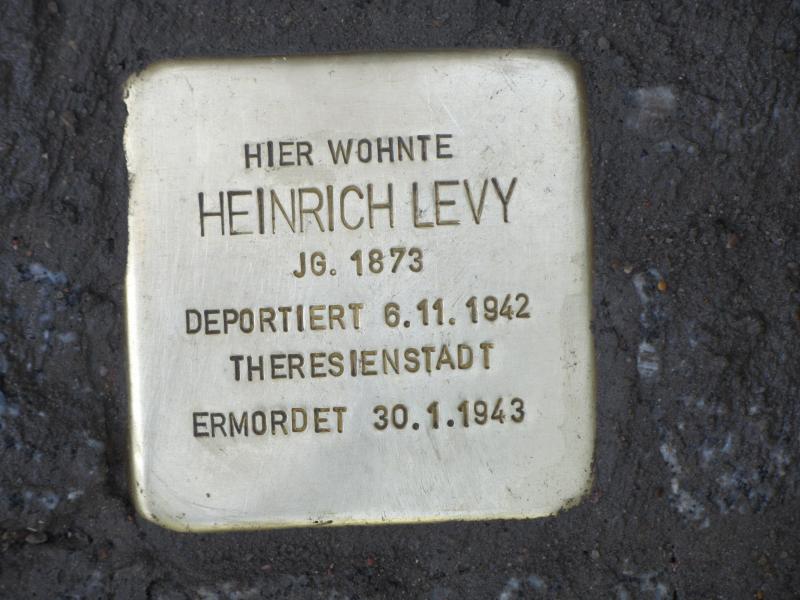 HIER WOHNTE
HEINRICH LEVY
JG. 1873
DEPORTIERT 6.11.1942
THERESIENSTADT
ERMORDET 30.1.1943